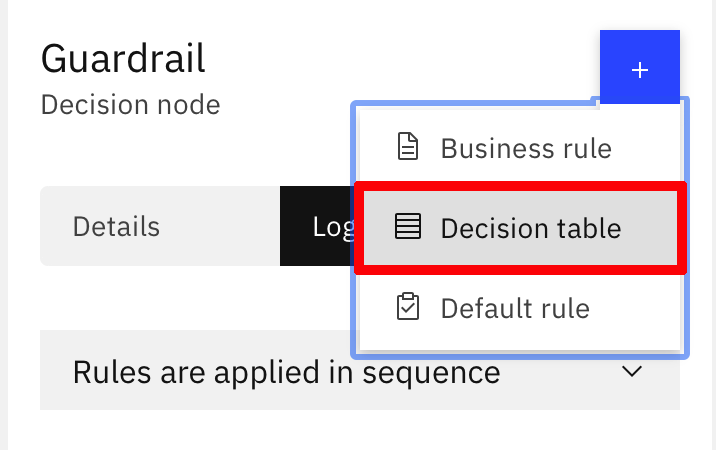 Guardrail
Decision node
Business rule
Details
Log
Decision table
Default rule
Rules are applied in sequence